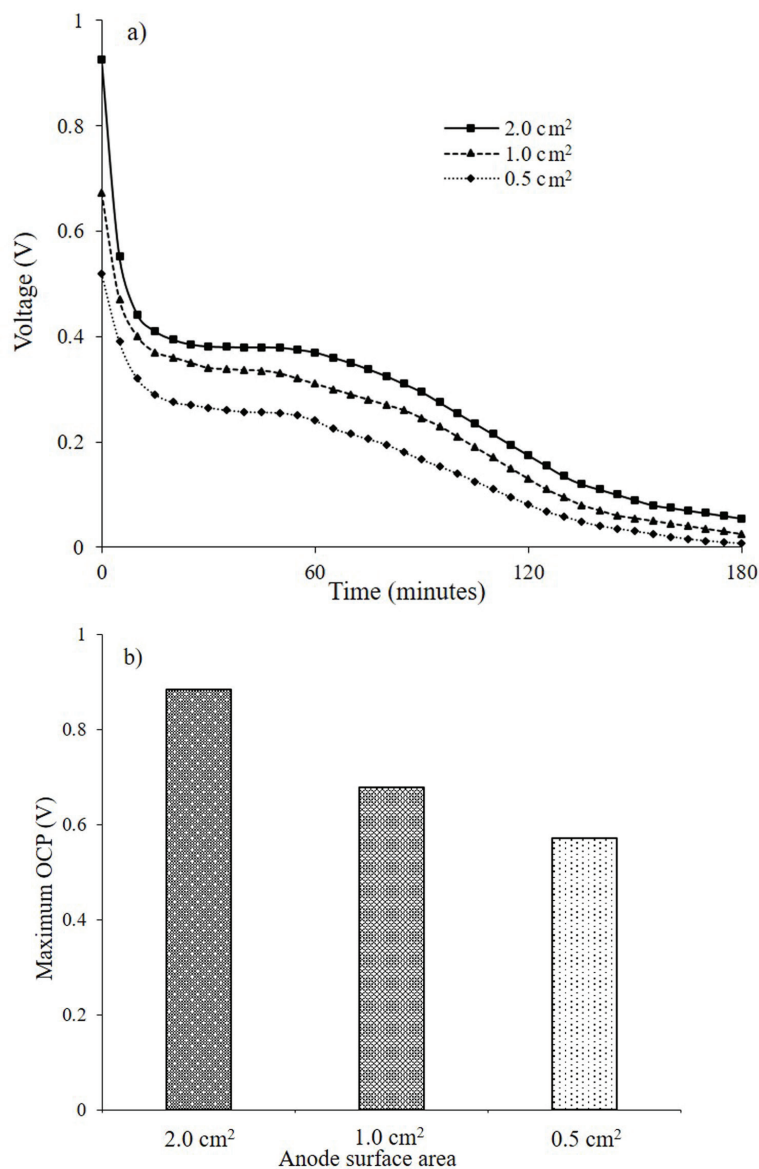 a)
1
0.8
0.6
0.4
0.2
0
Voltage (V)
2.0 cm²
1.0 cm²
0.5 cm²
0 60 120 180
Time (minutes)
b)
1
0.8
0.6
0.4
0.2
0
Maximum OCP (V)
2.0 cm² 1.0 cm² 0.5 cm²
Anode surface area